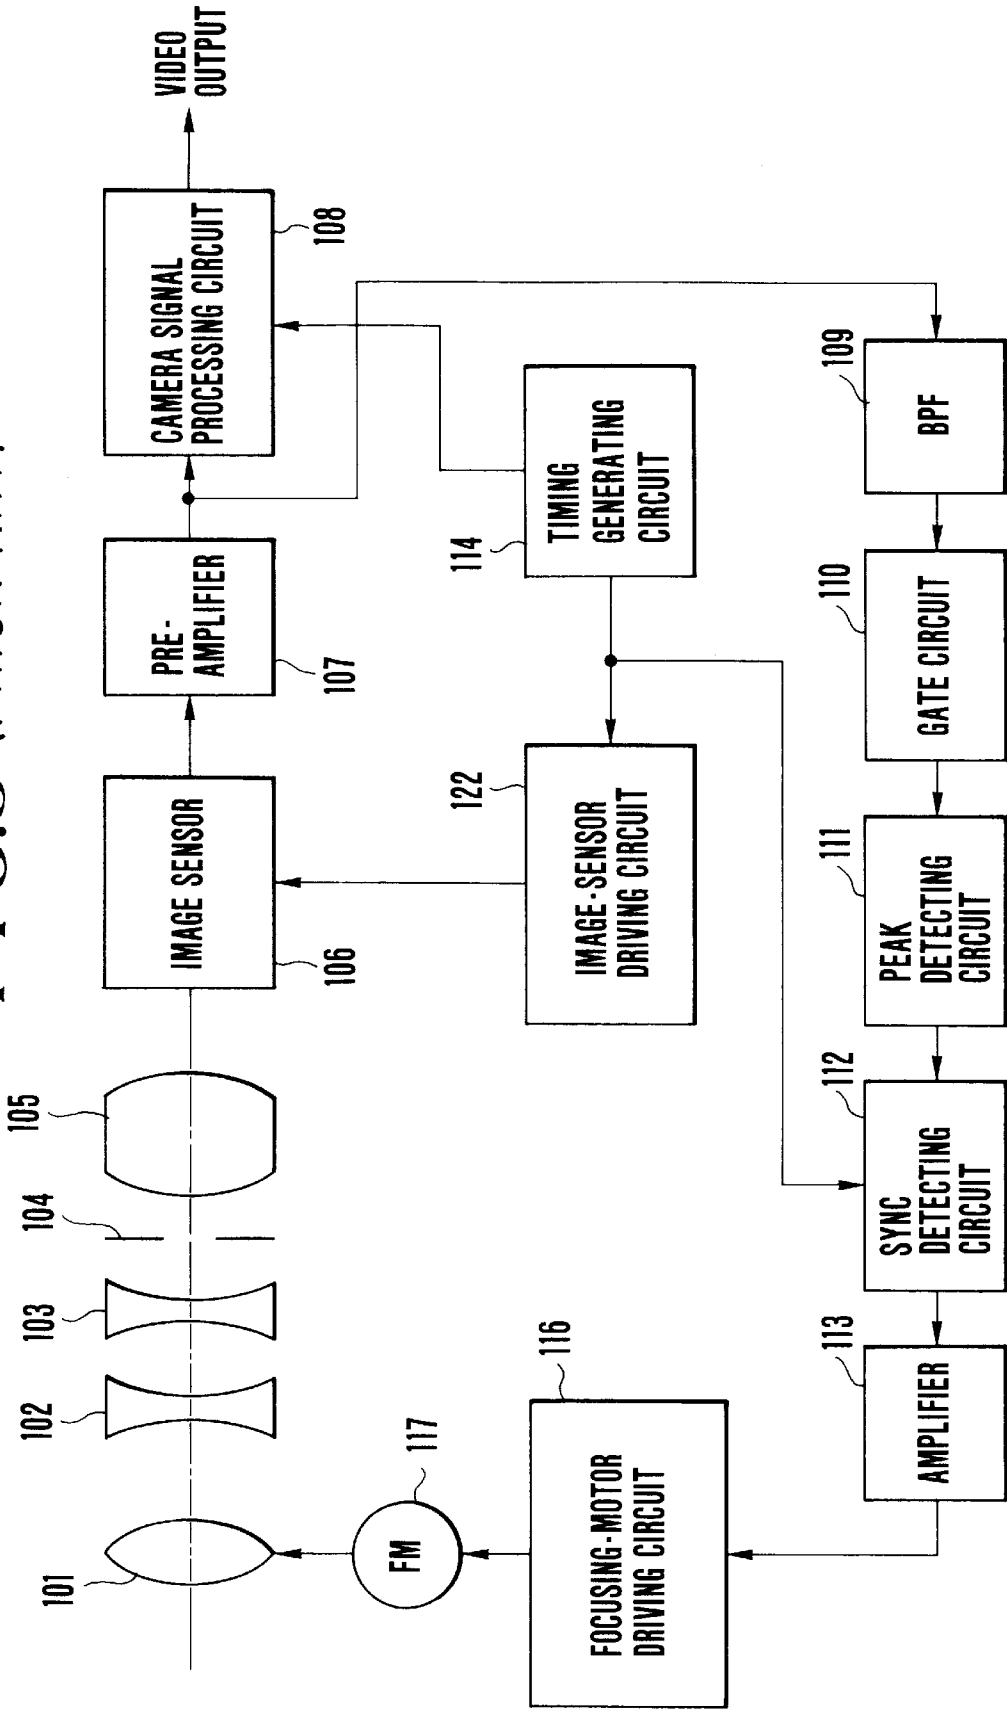 VIDEO
OUTPUT
CAMERA SIGNAL
PROCESSING CIRCUIT
108
PRE-
AMPLIFIER
107
IMAGE SENSOR
106
105
104
103
102
101
TIMING
GENERATING
CIRCUIT
114
IMAGE-SENSOR
DRIVING CIRCUIT
122
FM
117
FOCUSING-MOTOR
DRIVING CIRCUIT
116
BPF
109
GATE CIRCUIT
110
PEAK
DETECTING
CIRCUIT
111
SYNC
DETECTING
CIRCUIT
112
AMPLIFIER
113